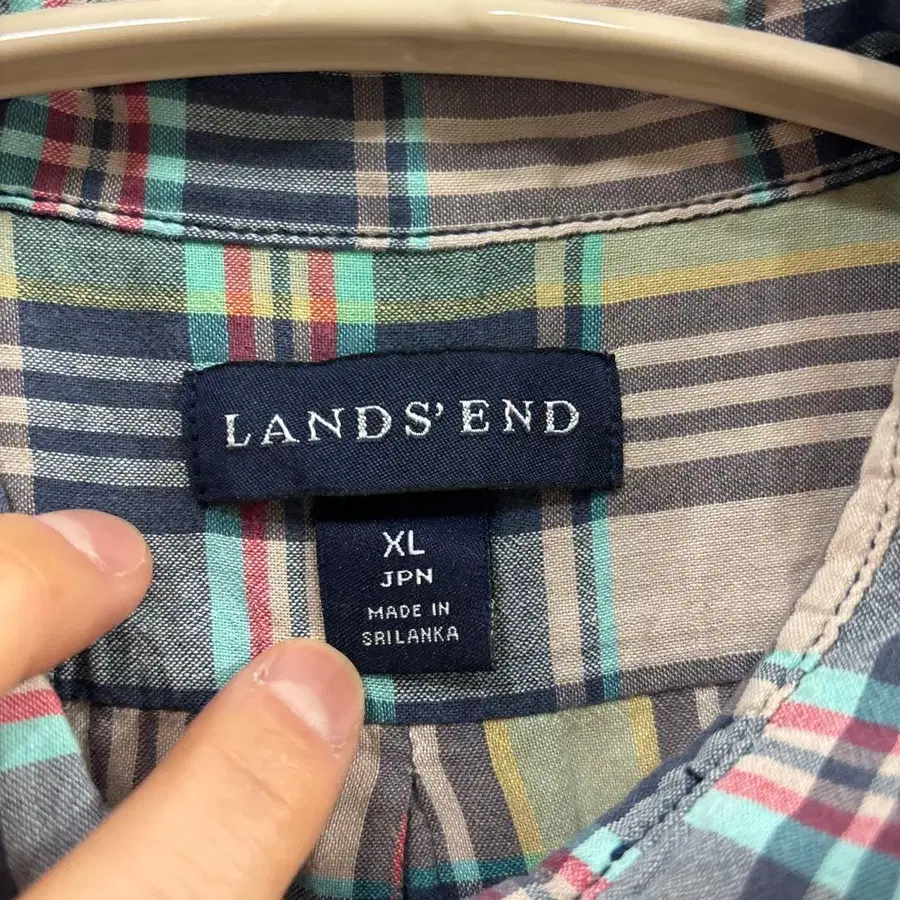 LANDS' END
XL
JPN
MADE IN
SRILANKA